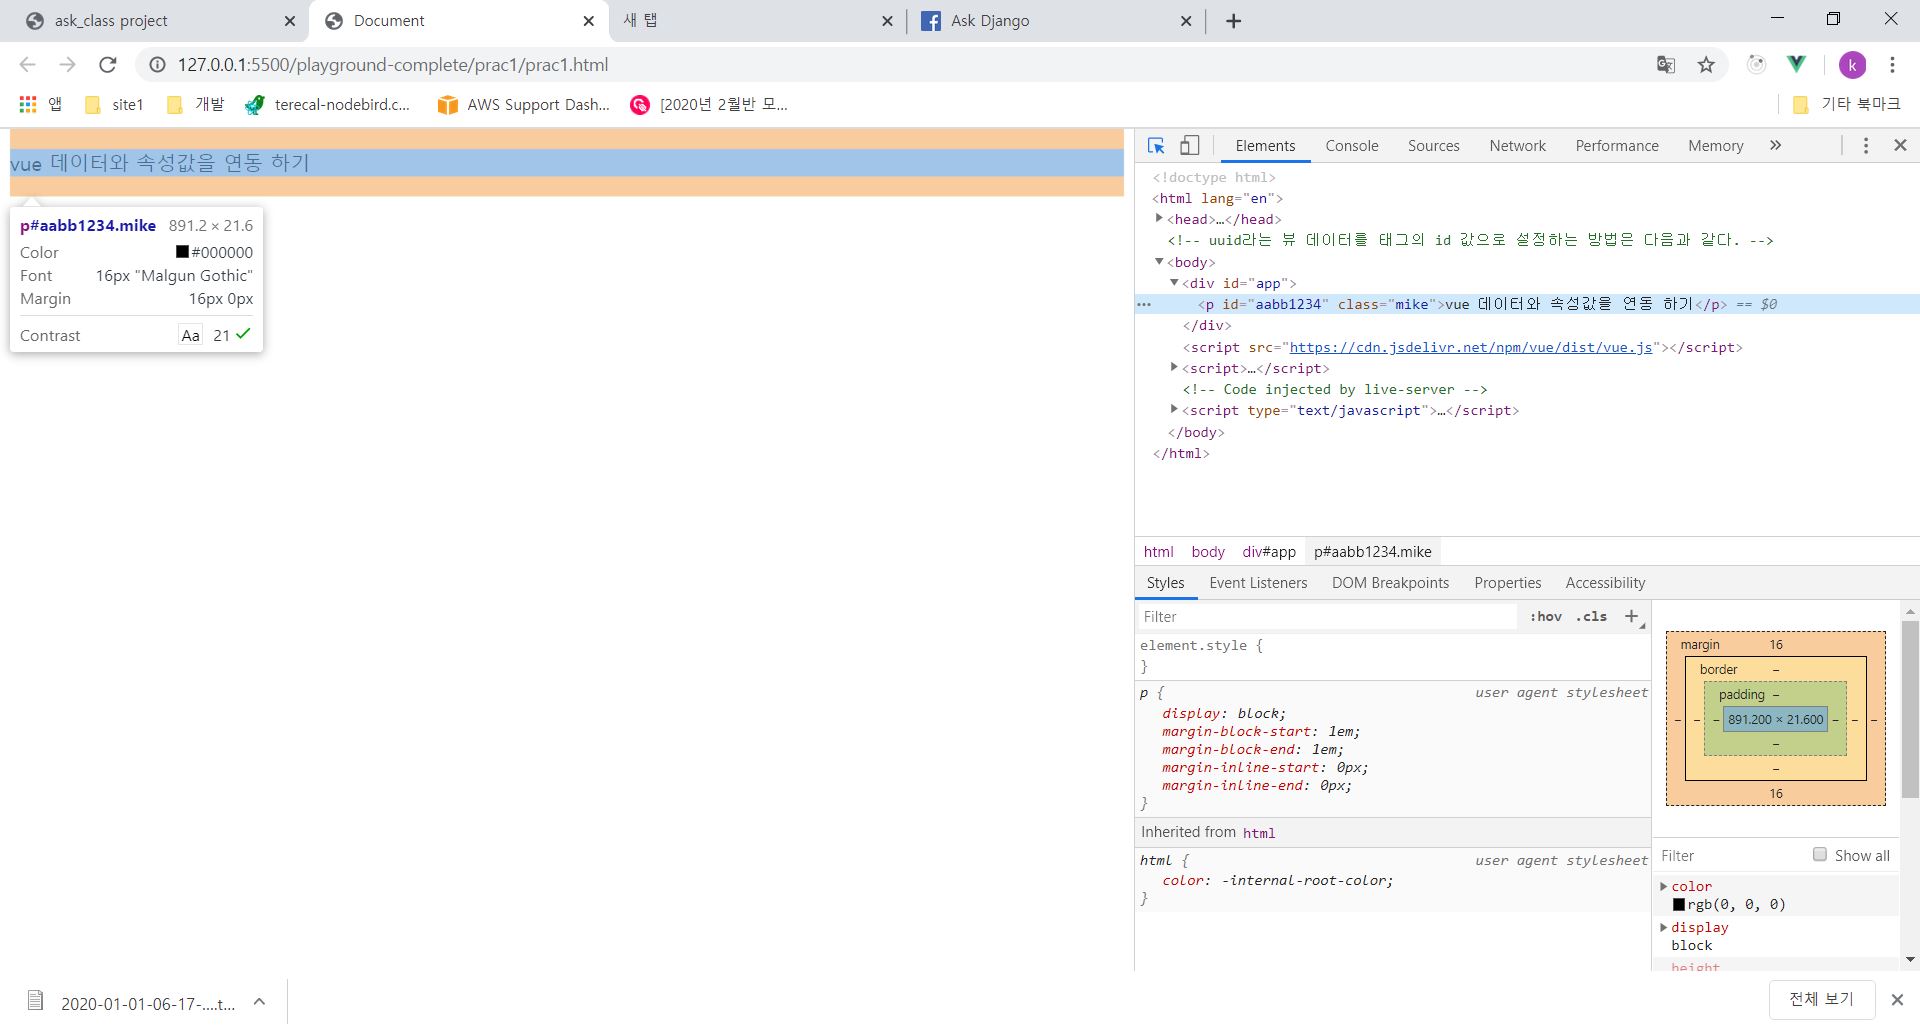 ask_class project
Document
새 탭
Ask Django
127.0.0.1:5500/playground-complete/prac1/prac1.html
k
앱
site1
개발
terecal-nodebird.c...
AWS Support Dash...
[2020년 2월반 모...
기타 북마크
vue 데이터와 속성값을 연동 하기
p#aabb1234.mike 891.2 × 21.6
Color #000000
Font 16px "Malgun Gothic"
Margin 16px 0px
Contrast Aa 21
Elements Console Sources Network Performance Memory »
<!doctype html>
<html lang="en">
<head>…</head>
<!-- uuid라는 뷰 데이터를 태그의 id 값으로 설정하는 방법은 다음과 같다. -->
<body>
<div id="app">
<p id="aabb1234" class="mike">vue 데이터와 속성값을 연동 하기</p> == $0
</div>
<script src="https://cdn.jsdelivr.net/npm/vue/dist/vue.js"></script>
<script>…</script>
<!-- Code injected by live-server -->
<script type="text/javascript">…</script>
</body>
</html>
html body div#app p#aabb1234.mike
Styles Event Listeners DOM Breakpoints Properties Accessibility
Filter :hov .cls +
element.style {
}
p { user agent stylesheet
display: block;
margin-block-start: 1em;
margin-block-end: 1em;
margin-inline-start: 0px;
margin-inline-end: 0px;
}
Inherited from html
html { user agent stylesheet
color: -internal-root-color;
}
margin 16
border –
padding –
– – – 891.200 × 21.600 – – –
–
–
16
Filter Show all
color
rgb(0, 0, 0)
display
block
height
2020-01-01-06-17-....t...
전체 보기